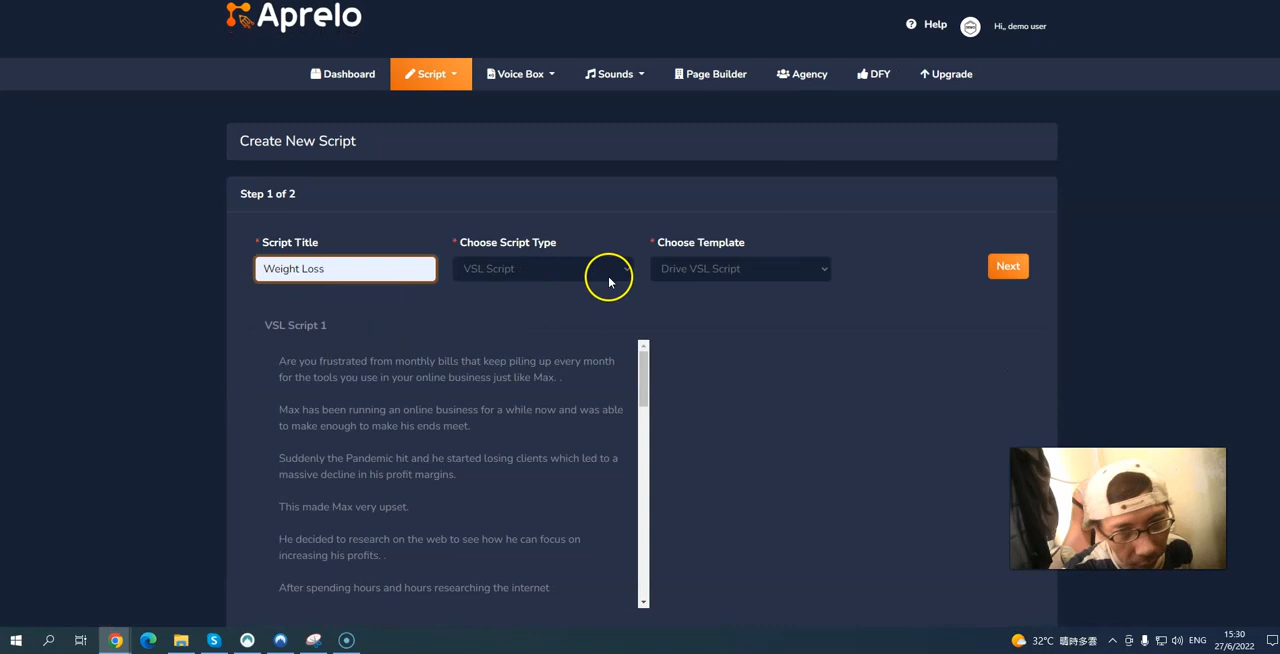 Aprelo
Help
Hi,, demo user
Dashboard
Script
Voice Box
Sounds
Page Builder
Agency
DFY
Upgrade
Create New Script
Step 1 of 2
* Script Title
* Choose Script Type
* Choose Template
Weight Loss
VSL Script
Drive VSL Script
Next
VSL Script 1
Are you frustrated from monthly bills that keep piling up every month
for the tools you use in your online business just like Max. .
Max has been running an online business for a while now and was able
to make enough to make his ends meet.
Suddenly the Pandemic hit and he started losing clients which led to a
massive decline in his profit margins.
This made Max very upset.
He decided to research on the web to see how he can focus on
increasing his profits. .
After spending hours and hours researching the internet
32°C 晴時多雲
ENG
15:30
27/6/2022